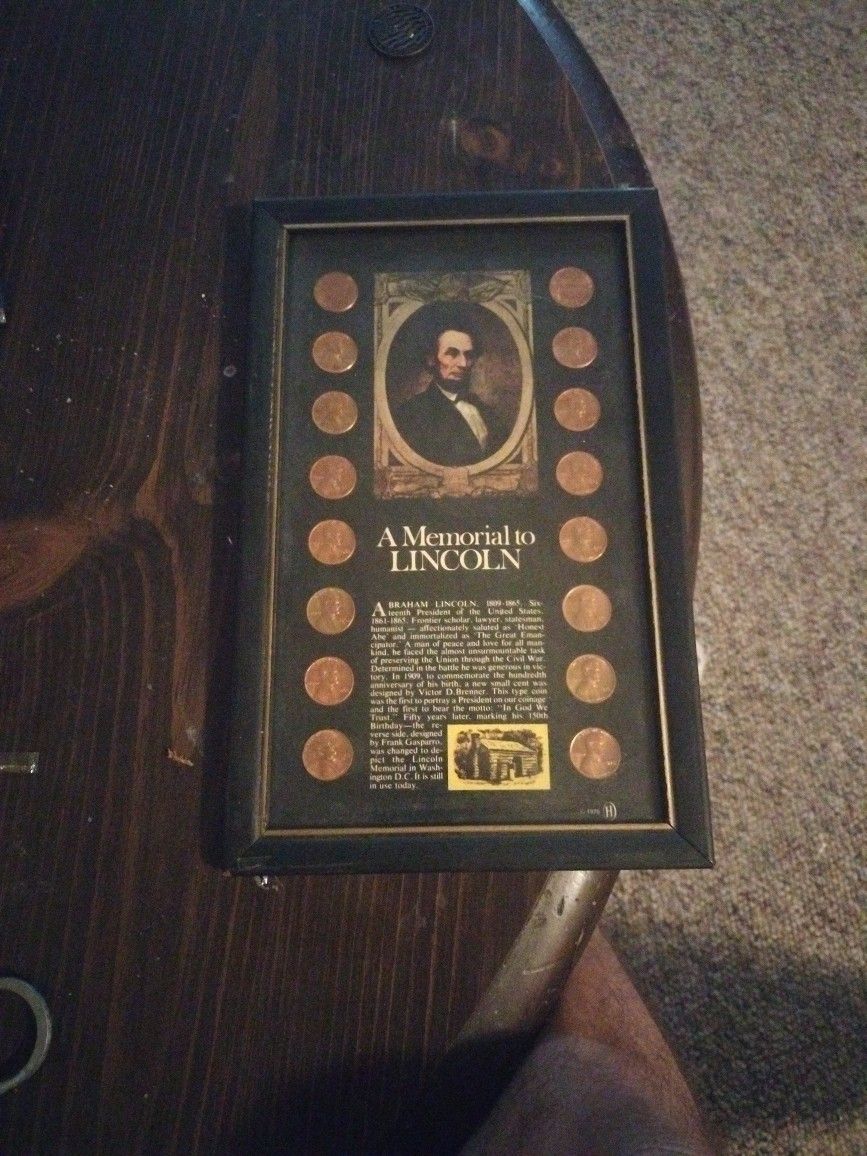 A Memorial to
LINCOLN
ABRAHAM LINCOLN, 1809-1865, Six-
teenth President of the United States,
1861-1865. Frontier scholar, lawyer, statesman,
humanist — affectionately saluted as 'Honest
Abe' and immortalized as 'The Great Eman-
cipator.' A man of peace and love for all man-
kind, he faced the almost unsurmountable task
of preserving the Union through the Civil War.
Determined in the battle he was generous in vic-
tory. In 1909, to commemorate the hundredth
anniversary of his birth, a new small cent was
designed by Victor D. Brenner. This type coin
was the first to portray a President on our coinage
and the first to bear the motto: "In God We
Trust." Fifty years later, marking his 150th
Birthday—the re-
verse side, designed
by Frank Gasparro,
was changed to de-
pict the Lincoln
Memorial in Wash-
ington D.C. It is still
in use today.
H